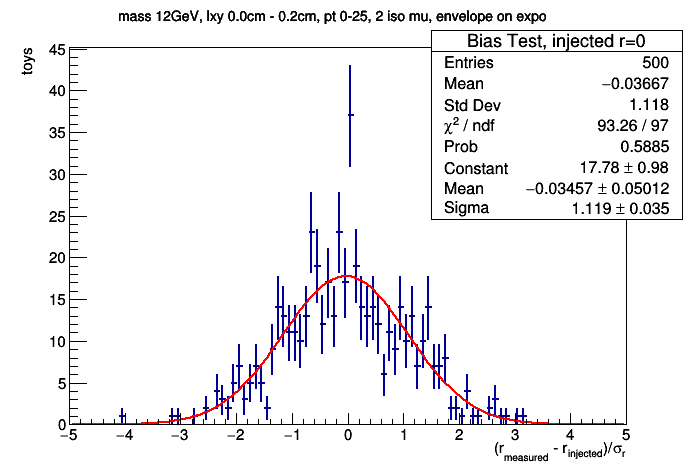 mass 12GeV, lxy 0.0cm - 0.2cm, pt 0-25, 2 iso mu, envelope on expo
Bias Test, injected r=0
Entries 500
Mean −0.03667
Std Dev 1.118
χ² / ndf 93.26 / 97
Prob 0.5885
Constant 17.78 ± 0.98
Mean −0.03457 ± 0.05012
Sigma 1.119 ± 0.035
toys
45
40
35
30
25
20
15
10
5
0
−5 −4 −3 −2 −1 0 1 2 3 4 5
(r_measured - r_injected)/σ_r